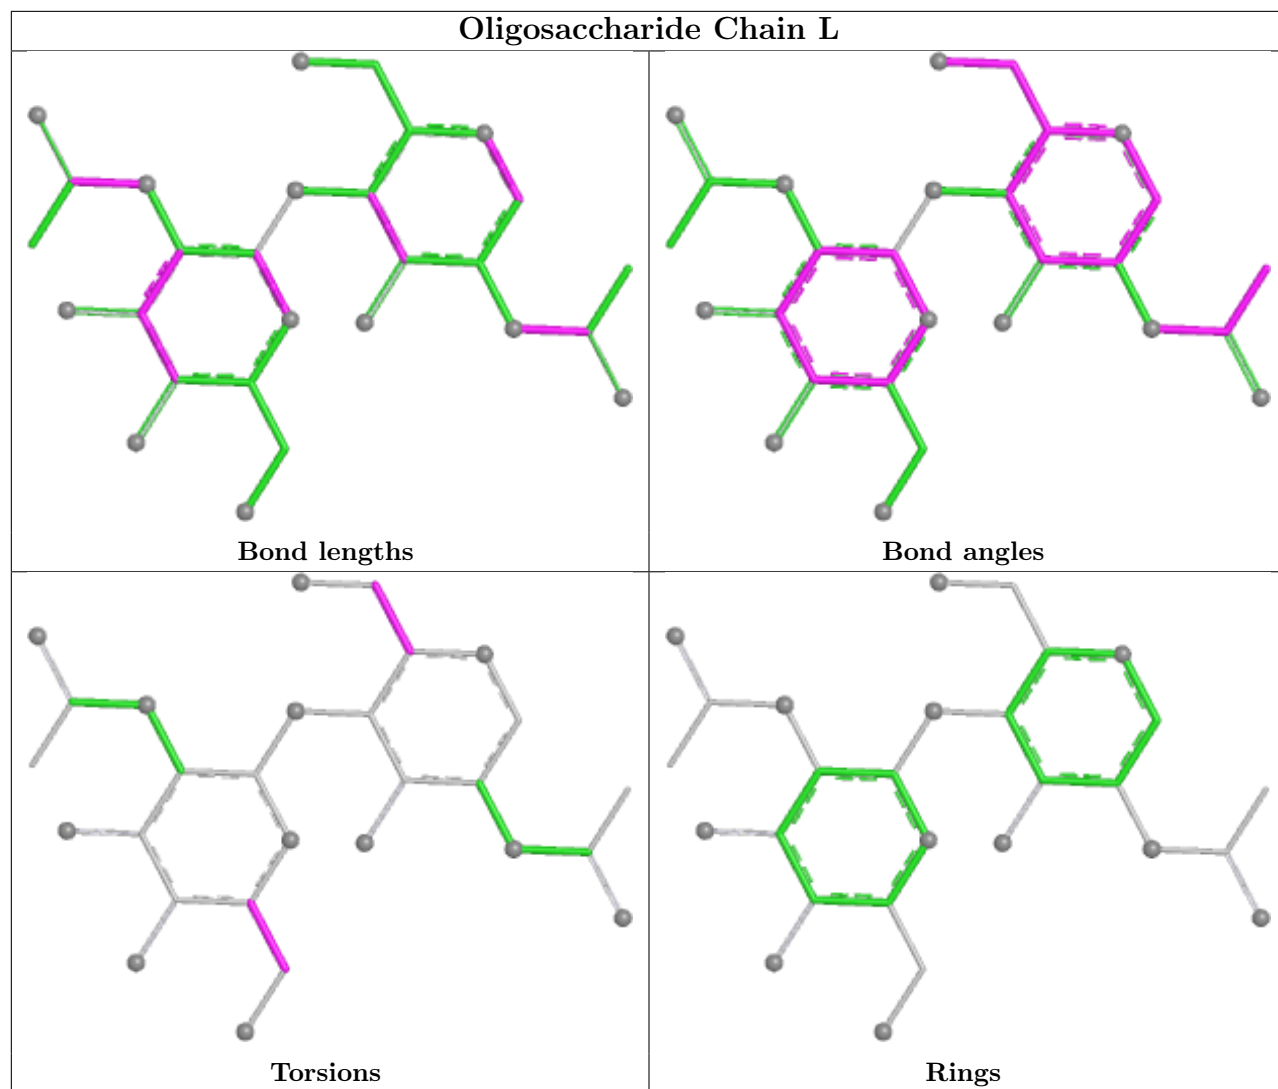 Oligosaccharide Chain L
Bond lengths
Bond angles
Torsions
Rings